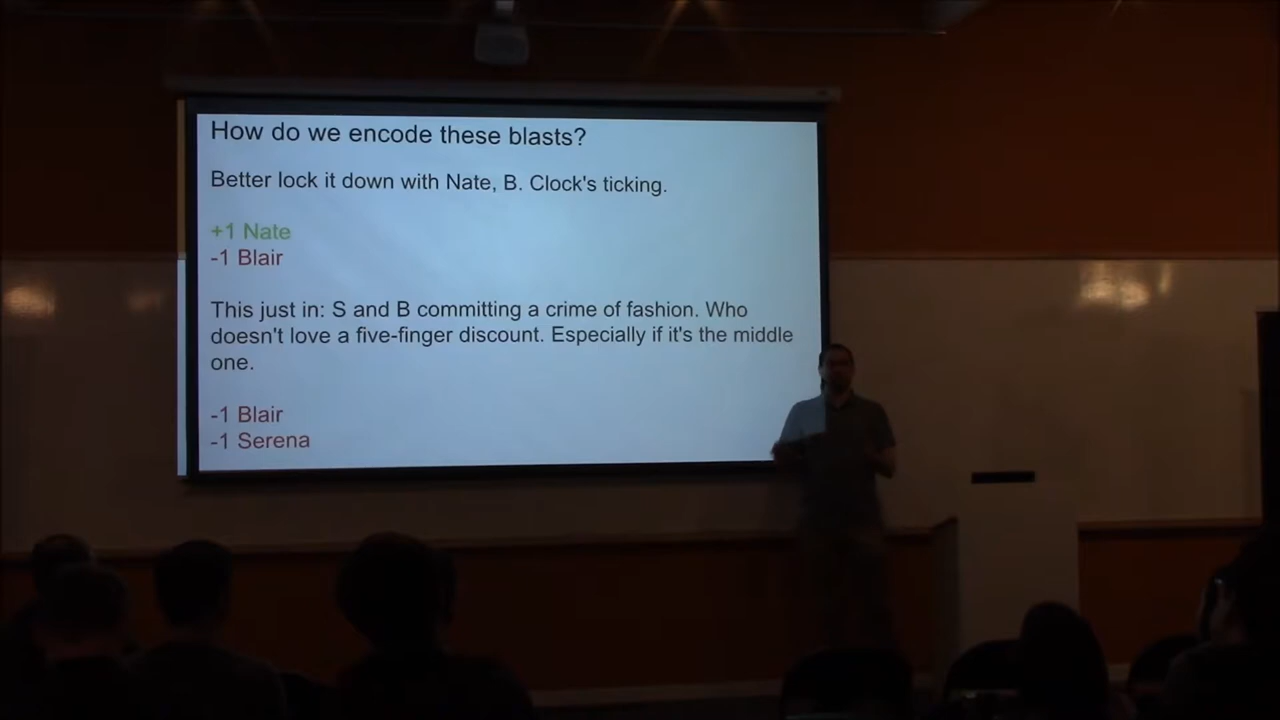 How do we encode these blasts?
Better lock it down with Nate, B. Clock's ticking.
+1 Nate
-1 Blair
This just in: S and B committing a crime of fashion. Who
doesn't love a five-finger discount. Especially if it's the middle
one.
-1 Blair
-1 Serena